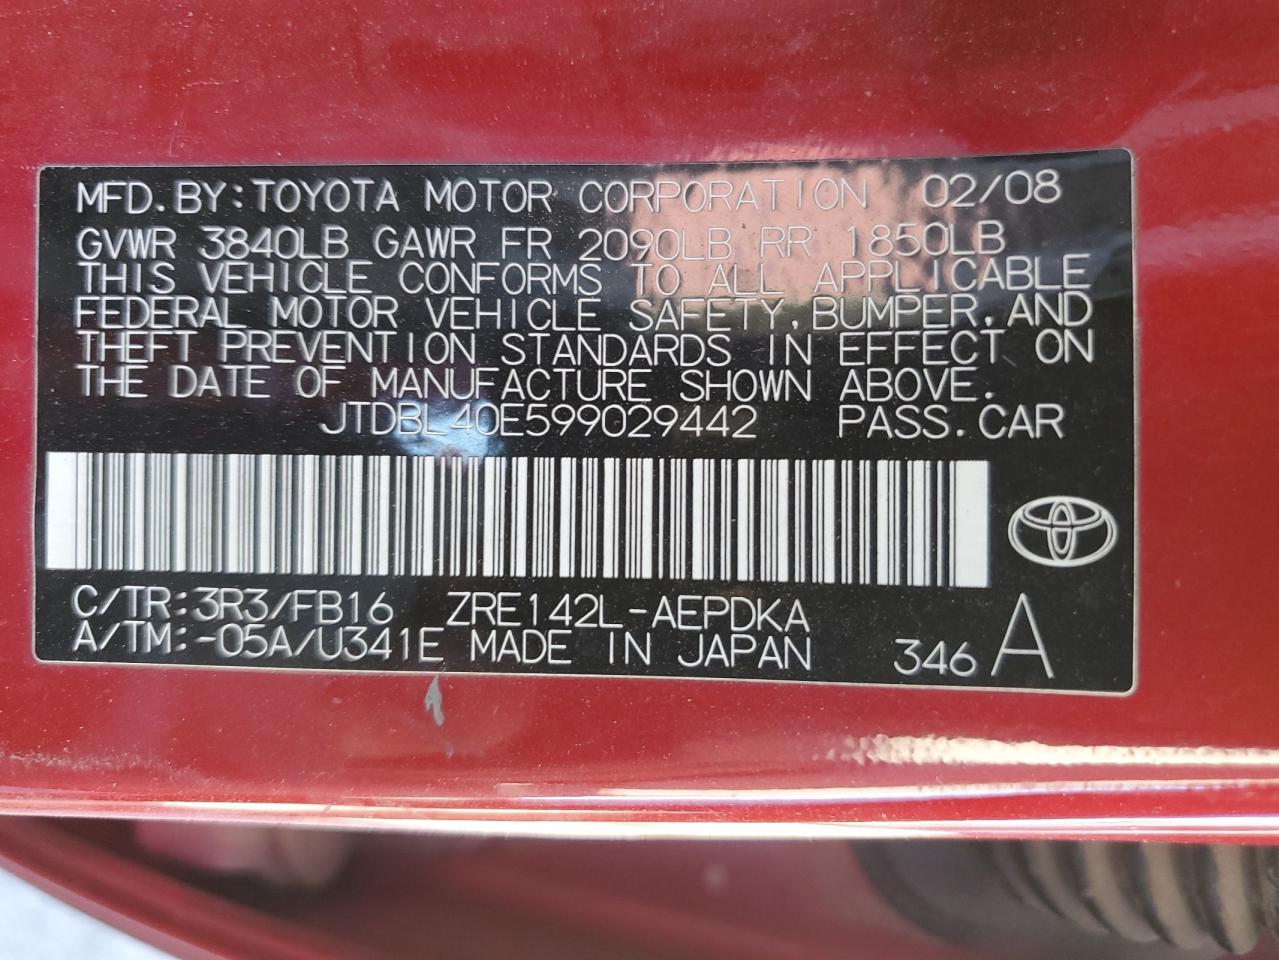 MFD. BY: TOYOTA MOTOR CORPORATION 02/08
GVWR 3840LB GAWR FR 2090LB RR 1850LB
THIS VEHICLE CONFORMS TO ALL APPLICABLE
FEDERAL MOTOR VEHICLE SAFETY, BUMPER, AND
THEFT PREVENTION STANDARDS IN EFFECT ON
THE DATE OF MANUFACTURE SHOWN ABOVE.
JTDBL40E599029442 PASS. CAR
C/TR: 3R3/FB16 ZRE142L-AEPDKA
A/TM: -05A/U341E MADE IN JAPAN 346 A